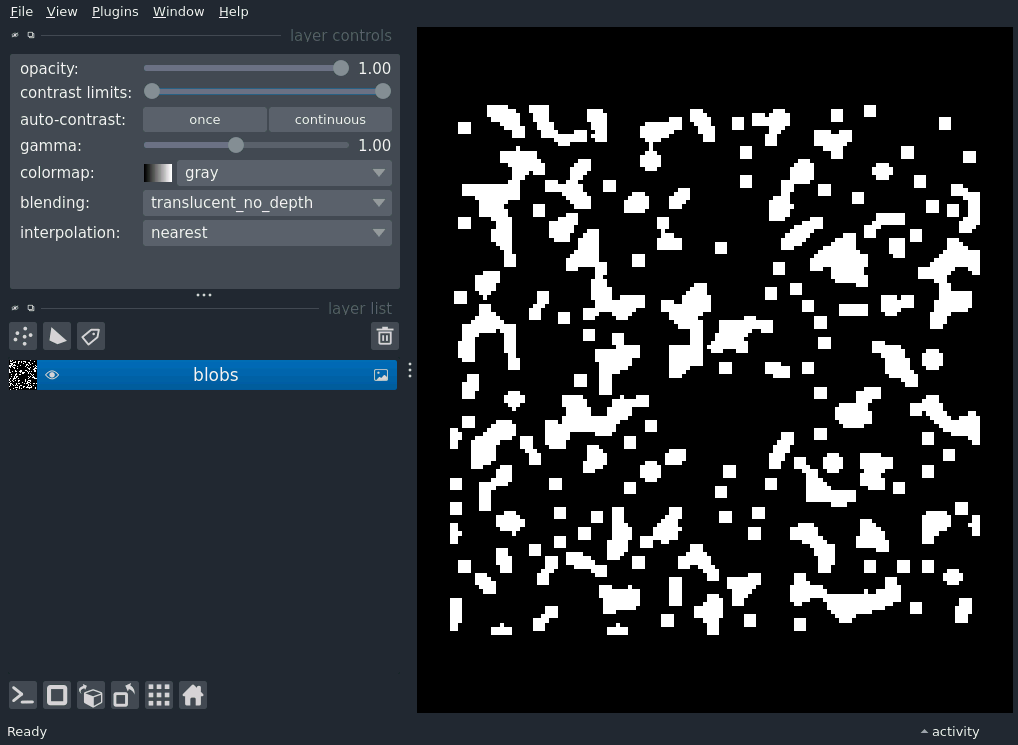 File View Plugins Window Help
layer controls
opacity: 1.00
contrast limits:
auto-contrast: once continuous
gamma: 1.00
colormap: gray
blending: translucent_no_depth
interpolation: nearest
layer list
blobs
Ready
activity